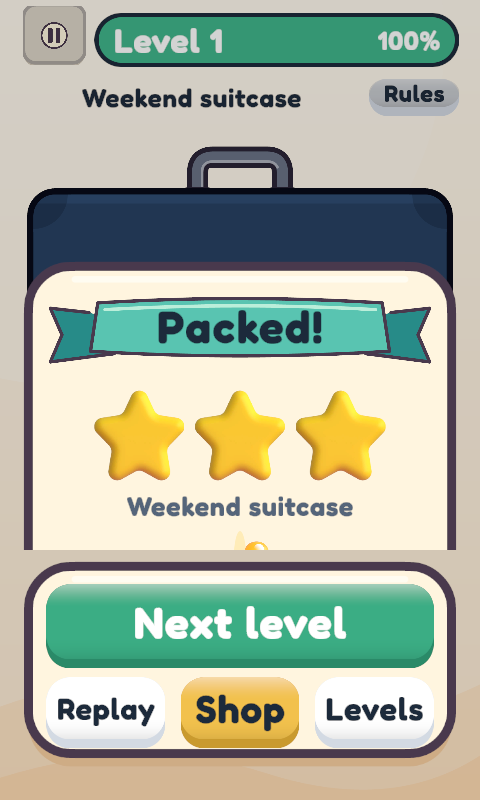 Level 1 100%
Weekend suitcase
Rules
Packed!
Weekend suitcase
Next level
Replay
Shop
Levels